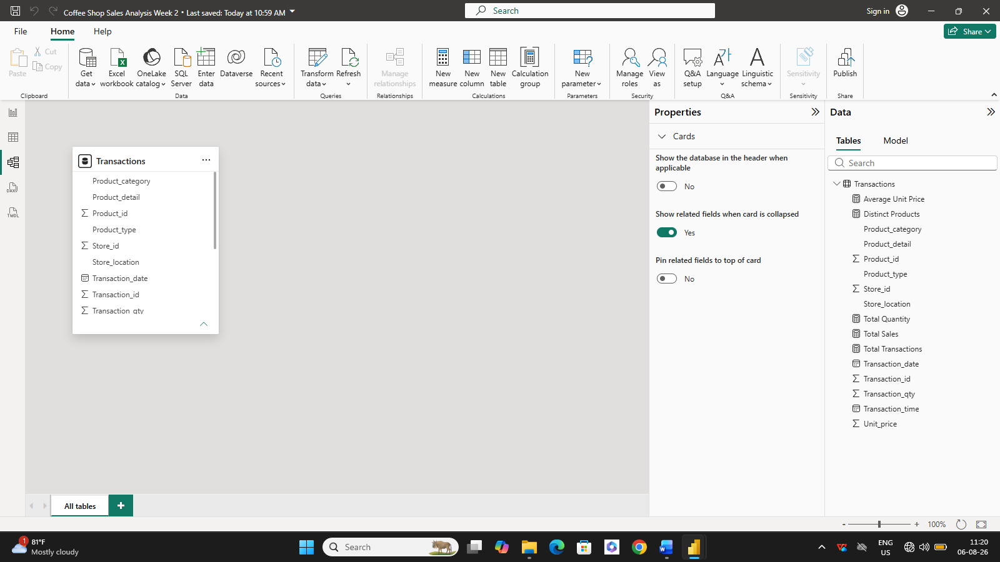 Coffee Shop Sales Analysis Week 2 • Last saved: Today at 10:59 AM
Search
Sign in
File
Home
Help
Share
Paste
Cut
Copy
Clipboard
Get data
Excel workbook
OneLake catalog
SQL Server
Enter data
Dataverse
Recent sources
Data
Transform data
Refresh
Queries
Manage relationships
Relationships
New measure
New column
New table
Calculation group
Calculations
New parameter
Parameters
Manage roles
View as
Security
Q&A setup
Language
Linguistic schema
Q&A
Sensitivity
Sensitivity
Publish
Share
DAX
TMDL
Transactions
Product_category
Product_detail
Product_id
Product_type
Store_id
Store_location
Transaction_date
Transaction_id
Transaction_qty
All tables
Properties
Cards
Show the database in the header when
applicable
No
Show related fields when card is collapsed
Yes
Pin related fields to top of card
No
Data
Tables
Model
Search
Transactions
Average Unit Price
Distinct Products
Product_category
Product_detail
Product_id
Product_type
Store_id
Store_location
Total Quantity
Total Sales
Total Transactions
Transaction_date
Transaction_id
Transaction_qty
Transaction_time
Unit_price
- + 100%
1
81°F
Mostly cloudy
Search
ENG
US
11:20
06-08-26